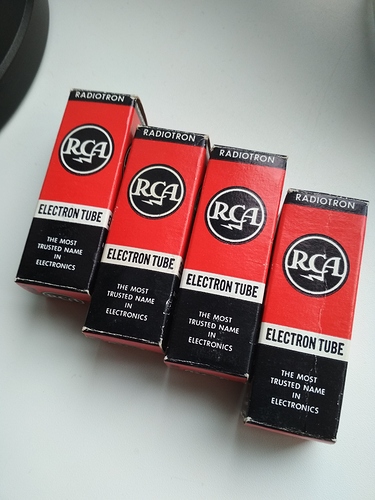 RADIOTRON
RCA
ELECTRON TUBE
THE MOST
TRUSTED NAME
IN
ELECTRONICS
RADIOTRON
RCA
ELECTRON TUBE
THE MOST
TRUSTED NAME
IN
ELECTRONICS
RADIOTRON
RCA
ELECTRON TUBE
THE MOST
TRUSTED NAME
IN
ELECTRONICS
RADIOTRON
RCA
ELECTRON TUBE
THE MOST
TRUSTED NAME
IN
ELECTRONICS